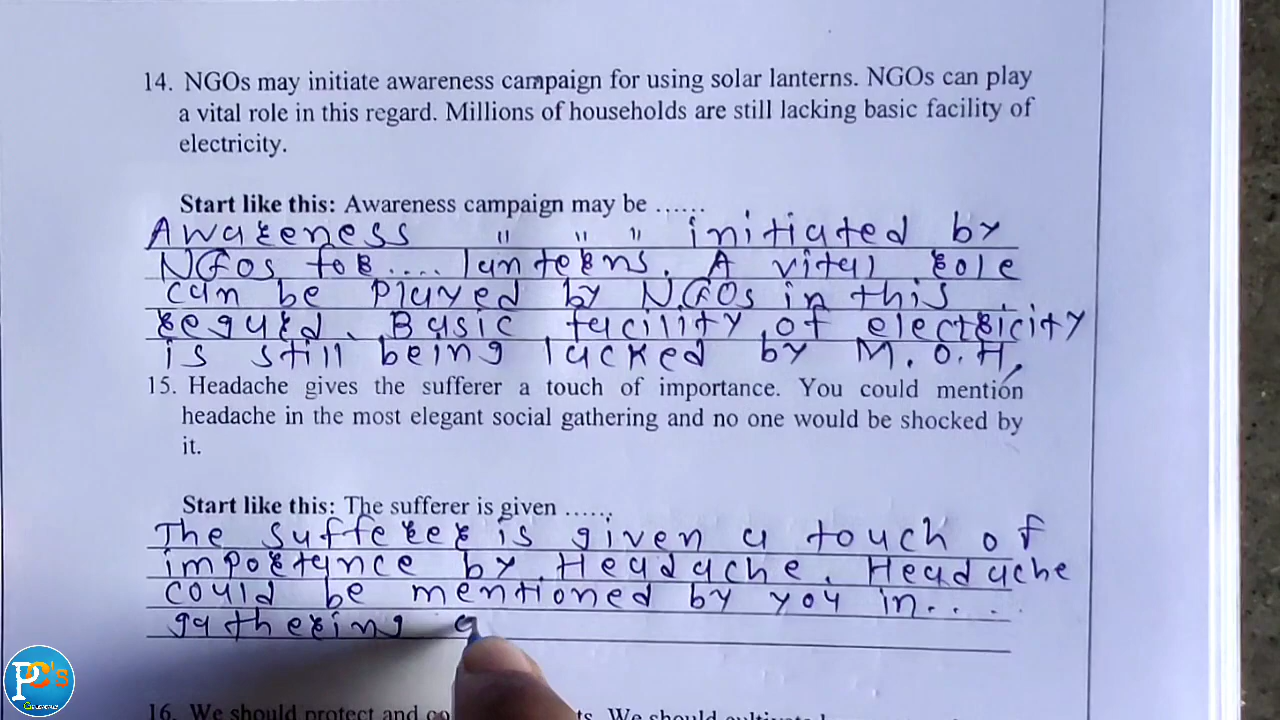 14. NGOs may initiate awareness campaign for using solar lanterns. NGOs can play
a vital role in this regard. Millions of households are still lacking basic facility of
electricity.
Start like this: Awareness campaign may be ……
Awareness " " " initiated by
NGOs for .... lanterns. A vital role
can be played by NGOs in this
regard. Basic facility of electricity
is still being lacked by M.O.H.
15. Headache gives the sufferer a touch of importance. You could mention
headache in the most elegant social gathering and no one would be shocked by
it.
Start like this: The sufferer is given ……
The sufferer is given a touch of
importance by Headache. Headache
could be mentioned by you in....
gathering a
16. We should protect and
We should
PC's